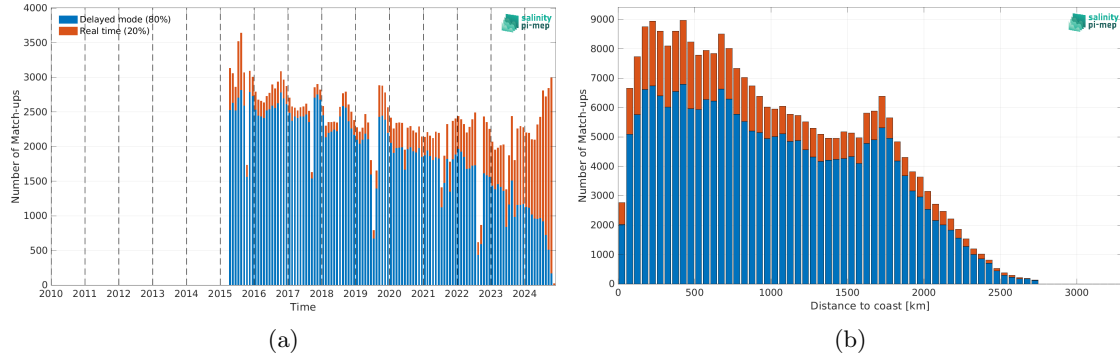 4000
3500
3000
2500
2000
1500
1000
500
0
Number of Match-ups
Delayed mode (80%)
Real time (20%)
salinity
pi-mep
2010 2011 2012 2013 2014 2015 2016 2017 2018 2019 2020 2021 2022 2023 2024
Time
(a)
9000
8000
7000
6000
5000
4000
3000
2000
1000
0
Number of Match-ups
salinity
pi-mep
0 500 1000 1500 2000 2500 3000
Distance to coast [km]
(b)